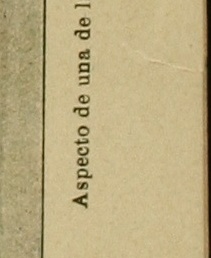 Aspecto de una de l